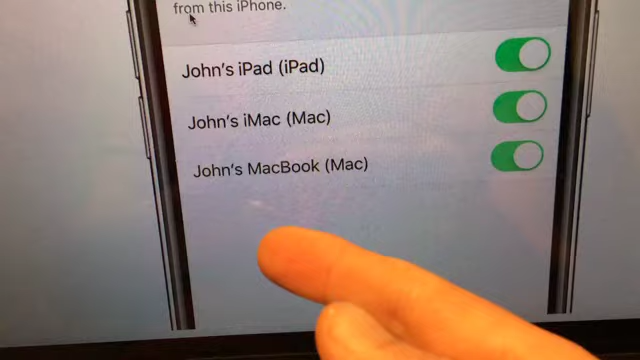 from this iPhone.
John's iPad (iPad)
John's iMac (Mac)
John's MacBook (Mac)